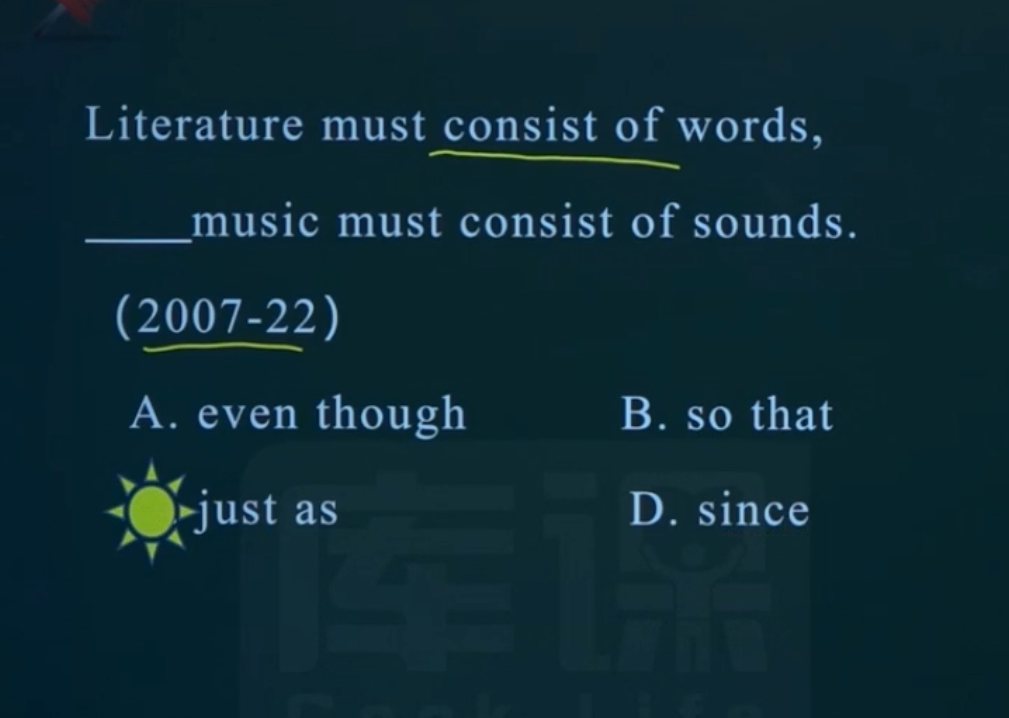 Literature must consist of words,
____music must consist of sounds.
(2007-22)
A. even though B. so that
just as D. since
库课